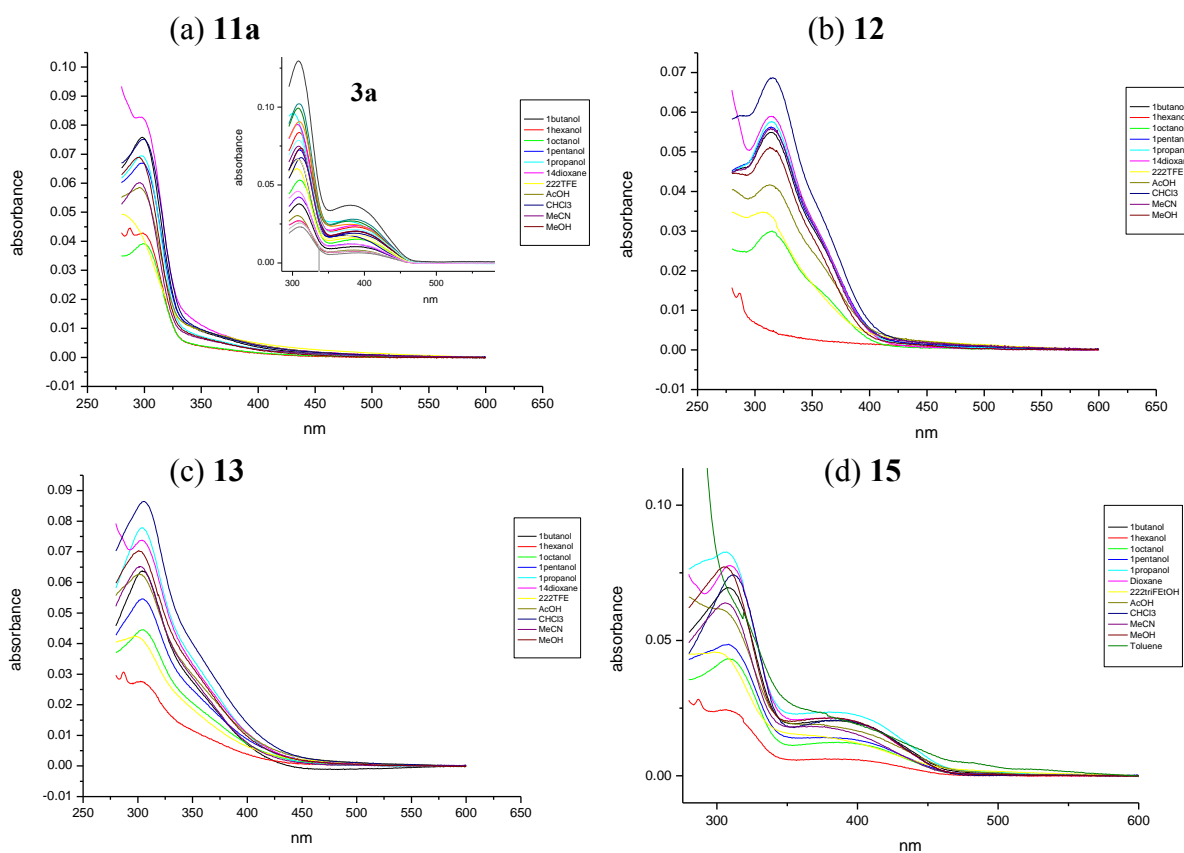 (a) 11a
absorbance
0.10
0.09
0.08
0.07
0.06
0.05
0.04
0.03
0.02
0.01
0.00
-0.01
250 300 350 400 450 500 550 600 650
nm
3a
absorbance
0.10
0.05
0.00
300 400 500
nm
1butanol
1hexanol
1octanol
1pentanol
1propanol
14dioxane
222TFE
AcOH
CHCl3
MeCN
MeOH
(b) 12
absorbance
0.07
0.06
0.05
0.04
0.03
0.02
0.01
0.00
-0.01
250 300 350 400 450 500 550 600 650
nm
1butanol
1hexanol
1octanol
1pentanol
1propanol
14dioxane
222TFE
AcOH
CHCl3
MeCN
MeOH
(c) 13
absorbance
0.09
0.08
0.07
0.06
0.05
0.04
0.03
0.02
0.01
0.00
-0.01
250 300 350 400 450 500 550 600 650
nm
1butanol
1hexanol
1octanol
1pentanol
1propanol
14dioxane
222TFE
AcOH
CHCl3
MeCN
MeOH
(d) 15
absorbance
0.10
0.05
0.00
300 400 500 600
nm
1butanol
1hexanol
1octanol
1pentanol
1propanol
Dioxane
222triFEtOH
AcOH
CHCl3
MeCN
MeOH
Toluene